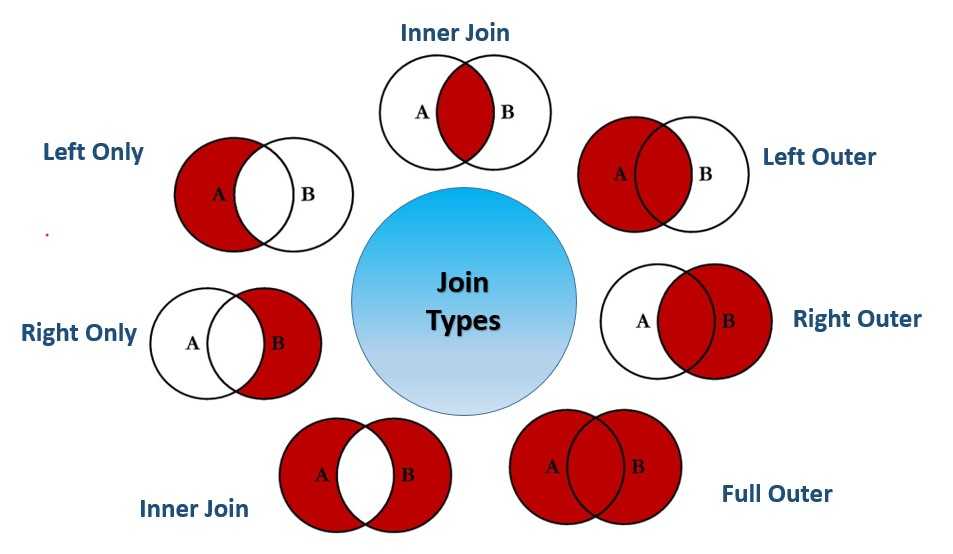 Inner Join
A B
Left Outer
A B
Right Outer
A B
Full Outer
A B
Inner Join
A B
Right Only
A B
Left Only
A B
Join
Types